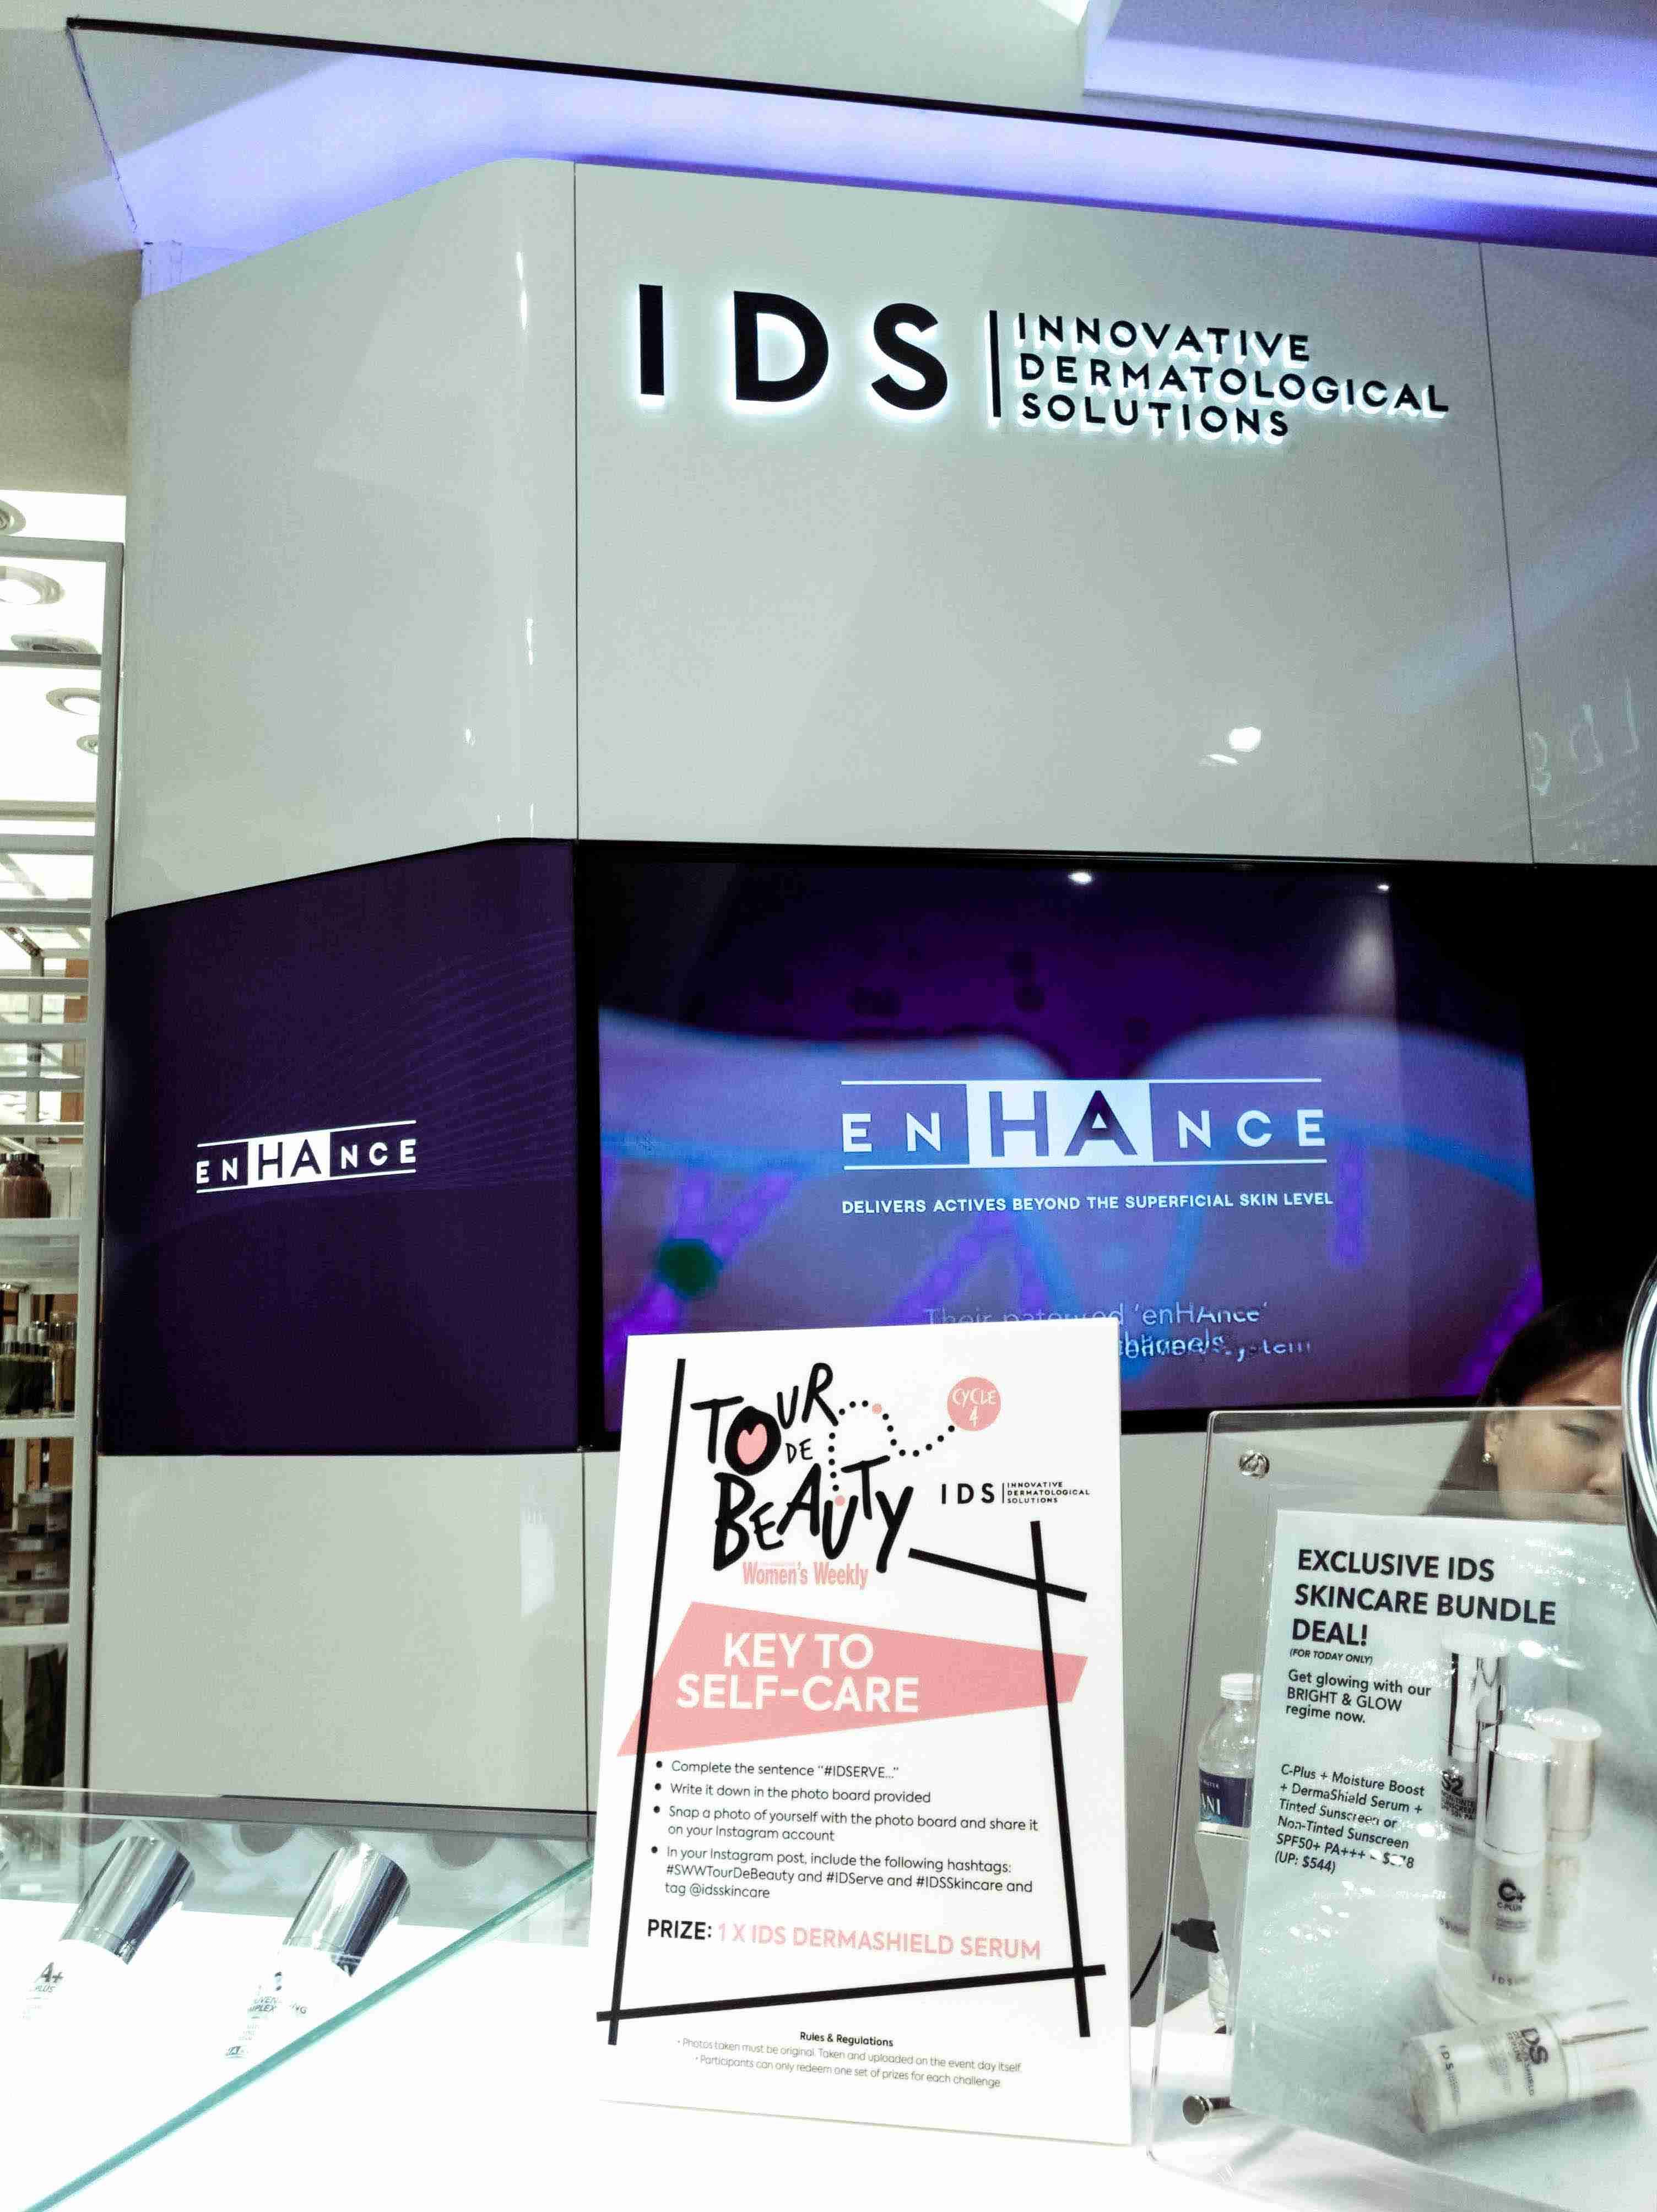 IDS
INNOVATIVE
DERMATOLOGICAL
SOLUTIONS
ENHANCE
ENHANCE
DELIVERS ACTIVES BEYOND THE SUPERFICIAL SKIN LEVEL
'enHAnce'
TOUR
DE
BEAUTY
CYCLE
4
Women's Weekly
IDS
INNOVATIVE
DERMATOLOGICAL
SOLUTIONS
KEY TO
SELF-CARE
• Complete the sentence "#IDSERVE..."
• Write it down in the photo board provided
• Snap a photo of yourself with the photo board and share it
on your Instagram account
• In your Instagram post, include the following hashtags:
#SWWTourDeBeauty and #IDServe and #IDSSkincare and
tag @idsskincare
PRIZE: 1 X IDS DERMASHIELD SERUM
Rules & Regulations
• Photos taken must be original. Taken and uploaded on the event day itself
• Participants can only redeem one set of prizes for each challenge
EXCLUSIVE IDS
SKINCARE BUNDLE
DEAL!
(FOR TODAY ONLY)
Get glowing with our
BRIGHT & GLOW
regime now.
C-Plus + Moisture Boost
+ DermaShield Serum +
Tinted Sunscreen or
Non-Tinted Sunscreen
SPF50+ PA+++
(UP: $544)
S2
C+
C-PLUS
IDS
DS
IDS
A+
PLUS